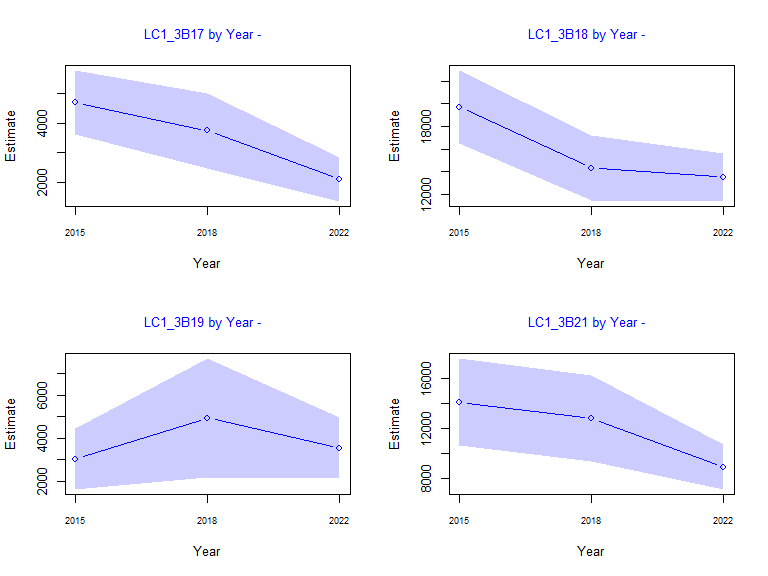 LC1_3B17 by Year -
Estimate
2000 4000
2015 2018 2022
Year
LC1_3B18 by Year -
Estimate
12000 18000
2015 2018 2022
Year
LC1_3B19 by Year -
Estimate
2000 4000 6000
2015 2018 2022
Year
LC1_3B21 by Year -
Estimate
8000 12000 16000
2015 2018 2022
Year